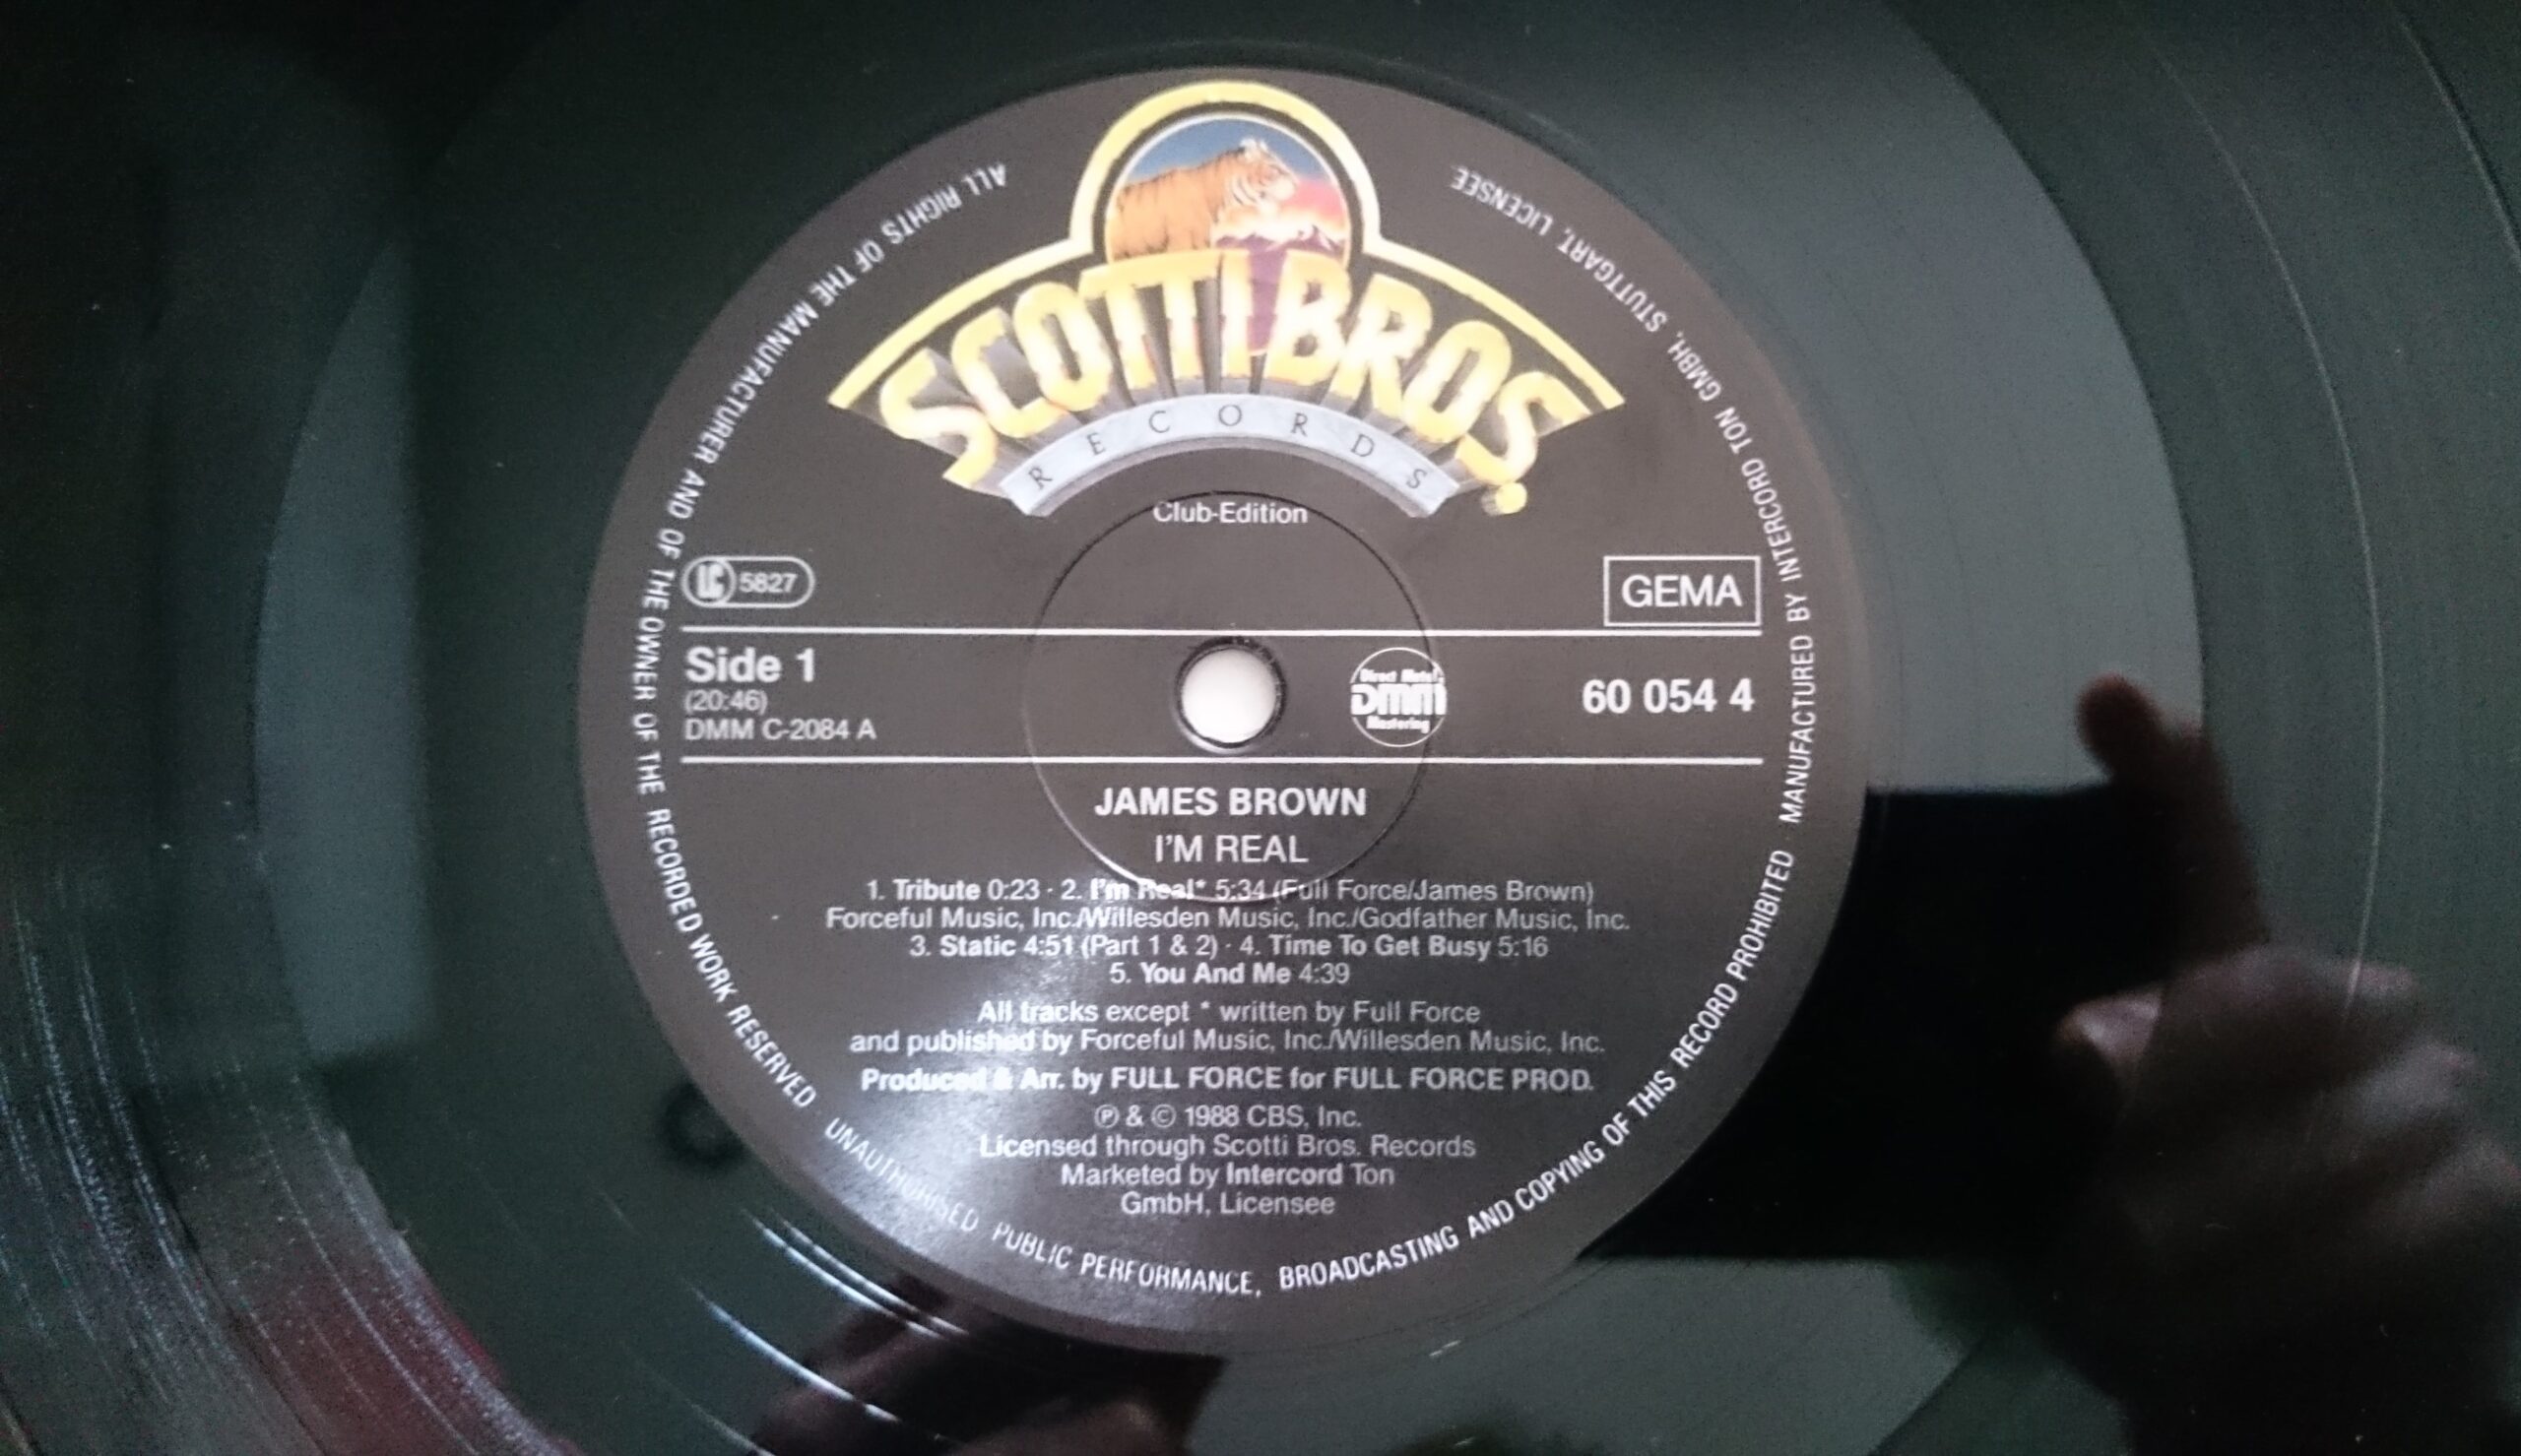 SCOTTI BROS.
RECORDS
Club-Edition
LC 5827
GEMA
Side 1
(20:46)
DMM C-2084 A
Direct Metal
DMM
Mastering
60 054 4
JAMES BROWN
I'M REAL
1. Tribute 0:23 · 2. I'm Real* 5:34 (Full Force/James Brown)
Forceful Music, Inc./Willesden Music, Inc./Godfather Music, Inc.
3. Static 4:51 (Part 1 & 2) · 4. Time To Get Busy 5:16
5. You And Me 4:39
All tracks except * written by Full Force
and published by Forceful Music, Inc./Willesden Music, Inc.
Produced & Arr. by FULL FORCE for FULL FORCE PROD.
℗ & © 1988 CBS, Inc.
Licensed through Scotti Bros. Records
Marketed by Intercord Ton
GmbH, Licensee
ALL RIGHTS OF THE MANUFACTURER AND OF THE OWNER OF THE RECORDED WORK RESERVED · UNAUTHORISED PUBLIC PERFORMANCE, BROADCASTING AND COPYING OF THIS RECORD PROHIBITED MANUFACTURED BY INTERCORD TON GMBH, STUTTGART, LICENSEE